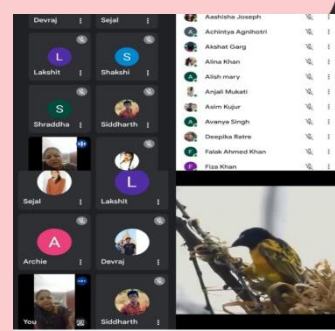 Devraj
Sejal
L
S
Lakshit
Shakshi
S
Shraddha
Siddharth
L
Sejal
Lakshit
A
Archie
Devraj
You
Siddharth
Aashisha Joseph
Achintya Agnihotri
Akshat Garg
Alina Khan
Alish mary
Anjali Mukati
Asim Kujur
Avanya Singh
Deepika Ratre
Falak Ahmed Khan
F
Fiza Khan